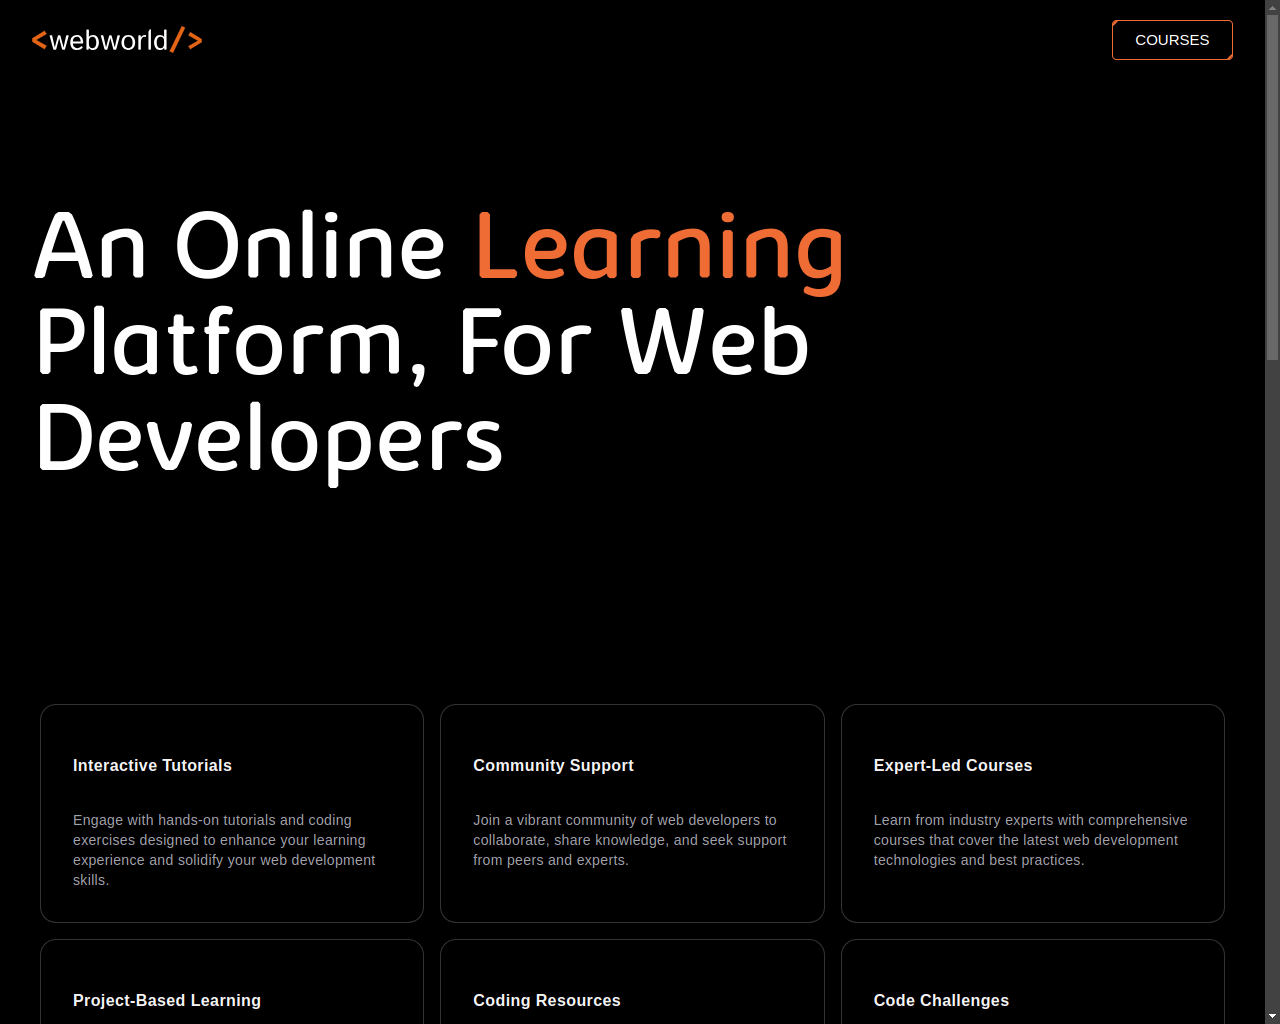 <webworld/>
COURSES
An Online Learning
Platform, For Web
Developers
Interactive Tutorials
Engage with hands-on tutorials and coding
exercises designed to enhance your learning
experience and solidify your web development
skills.
Community Support
Join a vibrant community of web developers to
collaborate, share knowledge, and seek support
from peers and experts.
Expert-Led Courses
Learn from industry experts with comprehensive
courses that cover the latest web development
technologies and best practices.
Project-Based Learning
Coding Resources
Code Challenges